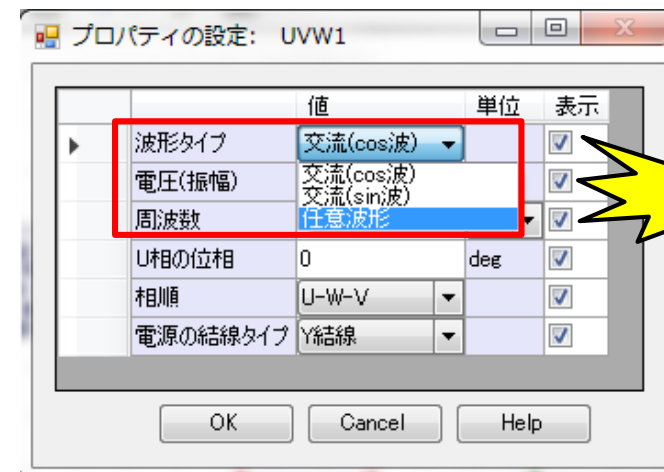 プロパティの設定: UVW1
値 単位 表示
波形タイプ 交流(cos波)
電圧(振幅) 交流(cos波)
交流(sin波)
周波数 任意波形
U相の位相 0 deg
相順 U-W-V
電源の結線タイプ Y結線
OK Cancel Help